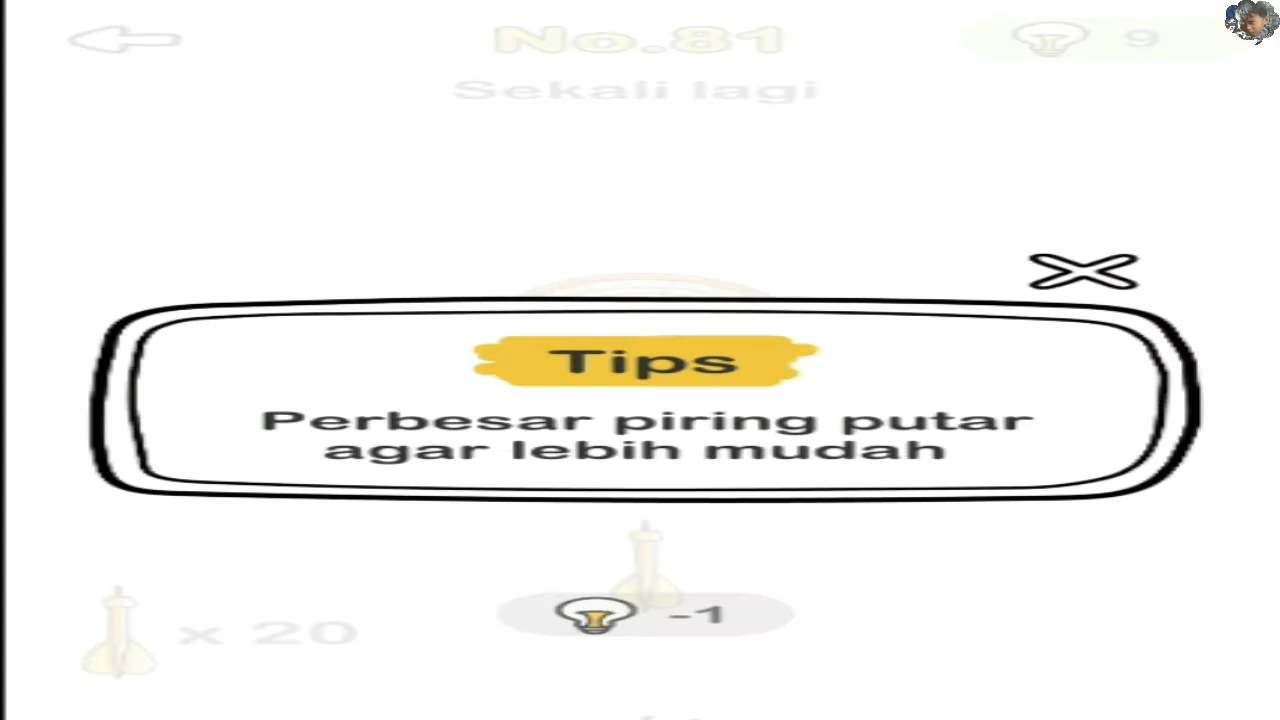 No.81
9
Sekali lagi
Tips
Perbesar piring putar
agar lebih mudah
-1
x 20